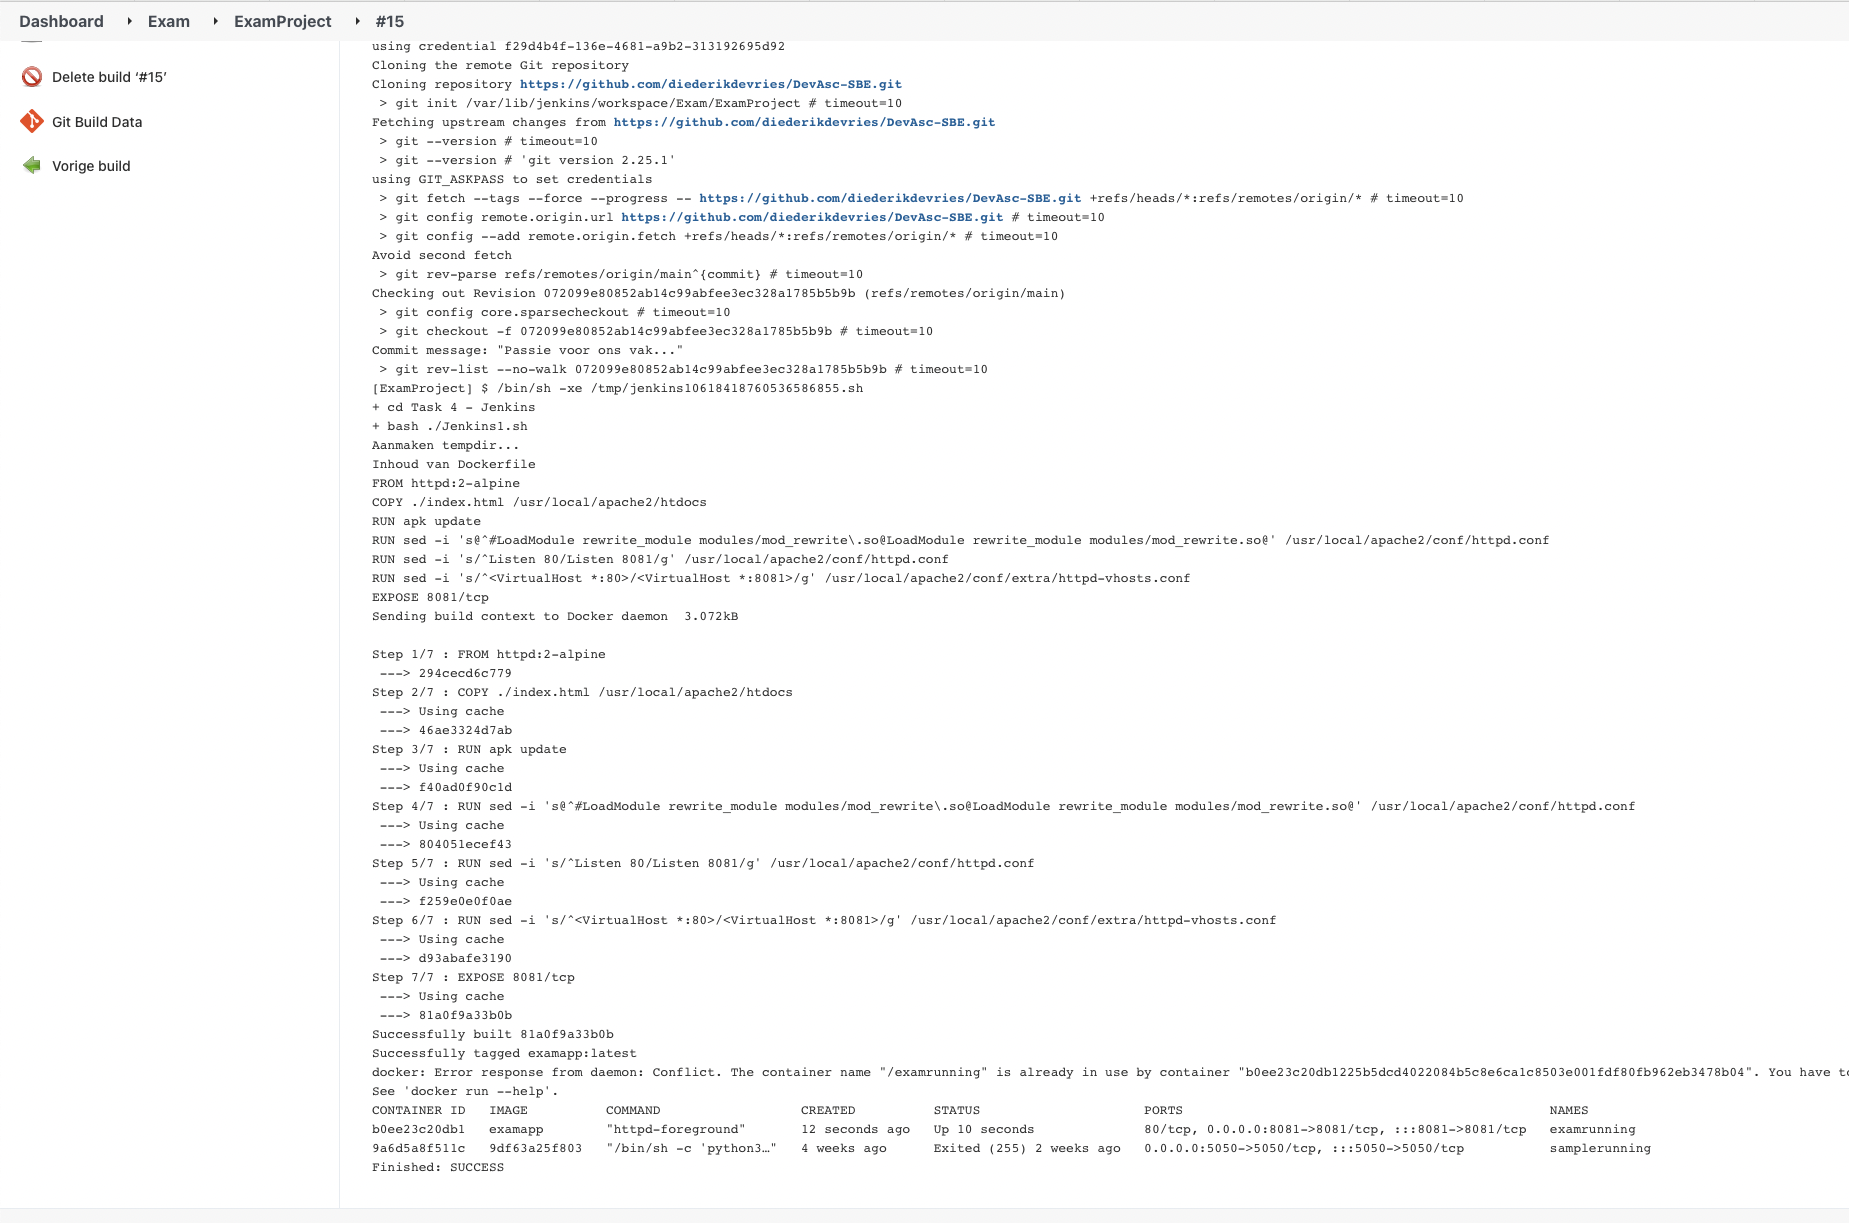 Dashboard ▸ Exam ▸ ExamProject ▸ #15
Delete build ‘#15’
Git Build Data
Vorige build
using credential f29d4b4f-136e-4681-a9b2-313192695d92
Cloning the remote Git repository
Cloning repository https://github.com/diederikdevries/DevAsc-SBE.git
 > git init /var/lib/jenkins/workspace/Exam/ExamProject # timeout=10
Fetching upstream changes from https://github.com/diederikdevries/DevAsc-SBE.git
 > git --version # timeout=10
 > git --version # 'git version 2.25.1'
using GIT_ASKPASS to set credentials
 > git fetch --tags --force --progress -- https://github.com/diederikdevries/DevAsc-SBE.git +refs/heads/*:refs/remotes/origin/* # timeout=10
 > git config remote.origin.url https://github.com/diederikdevries/DevAsc-SBE.git # timeout=10
 > git config --add remote.origin.fetch +refs/heads/*:refs/remotes/origin/* # timeout=10
Avoid second fetch
 > git rev-parse refs/remotes/origin/main^{commit} # timeout=10
Checking out Revision 072099e80852ab14c99abfee3ec328a1785b5b9b (refs/remotes/origin/main)
 > git config core.sparsecheckout # timeout=10
 > git checkout -f 072099e80852ab14c99abfee3ec328a1785b5b9b # timeout=10
Commit message: "Passie voor ons vak..."
 > git rev-list --no-walk 072099e80852ab14c99abfee3ec328a1785b5b9b # timeout=10
[ExamProject] $ /bin/sh -xe /tmp/jenkins10618418760536586855.sh
+ cd Task 4 - Jenkins
+ bash ./Jenkins1.sh
Aanmaken tempdir...
Inhoud van Dockerfile
FROM httpd:2-alpine
COPY ./index.html /usr/local/apache2/htdocs
RUN apk update
RUN sed -i 's@^#LoadModule rewrite_module modules/mod_rewrite\.so@LoadModule rewrite_module modules/mod_rewrite.so@' /usr/local/apache2/conf/httpd.conf
RUN sed -i 's/^Listen 80/Listen 8081/g' /usr/local/apache2/conf/httpd.conf
RUN sed -i 's/^<VirtualHost *:80>/<VirtualHost *:8081>/g' /usr/local/apache2/conf/extra/httpd-vhosts.conf
EXPOSE 8081/tcp
Sending build context to Docker daemon  3.072kB
Step 1/7 : FROM httpd:2-alpine
 ---> 294cecd6c779
Step 2/7 : COPY ./index.html /usr/local/apache2/htdocs
 ---> Using cache
 ---> 46ae3324d7ab
Step 3/7 : RUN apk update
 ---> Using cache
 ---> f40ad0f90c1d
Step 4/7 : RUN sed -i 's@^#LoadModule rewrite_module modules/mod_rewrite\.so@LoadModule rewrite_module modules/mod_rewrite.so@' /usr/local/apache2/conf/httpd.conf
 ---> Using cache
 ---> 804051ecef43
Step 5/7 : RUN sed -i 's/^Listen 80/Listen 8081/g' /usr/local/apache2/conf/httpd.conf
 ---> Using cache
 ---> f259e0e0f0ae
Step 6/7 : RUN sed -i 's/^<VirtualHost *:80>/<VirtualHost *:8081>/g' /usr/local/apache2/conf/extra/httpd-vhosts.conf
 ---> Using cache
 ---> d93abafe3190
Step 7/7 : EXPOSE 8081/tcp
 ---> Using cache
 ---> 81a0f9a33b0b
Successfully built 81a0f9a33b0b
Successfully tagged examapp:latest
docker: Error response from daemon: Conflict. The container name "/examrunning" is already in use by container "b0ee23c20db1225b5dcd4022084b5c8e6ca1c8503e001fdf80fb962eb3478b04". You have
See 'docker run --help'.
CONTAINER ID   IMAGE          COMMAND                  CREATED          STATUS                     PORTS                                               NAMES
b0ee23c20db1   examapp        "httpd-foreground"       12 seconds ago   Up 10 seconds              80/tcp, 0.0.0.0:8081->8081/tcp, :::8081->8081/tcp   examrunning
9a6d5a8f511c   9df63a25f803   "/bin/sh -c 'python3…"   4 weeks ago      Exited (255) 2 weeks ago   0.0.0.0:5050->5050/tcp, :::5050->5050/tcp           samplerunning
Finished: SUCCESS